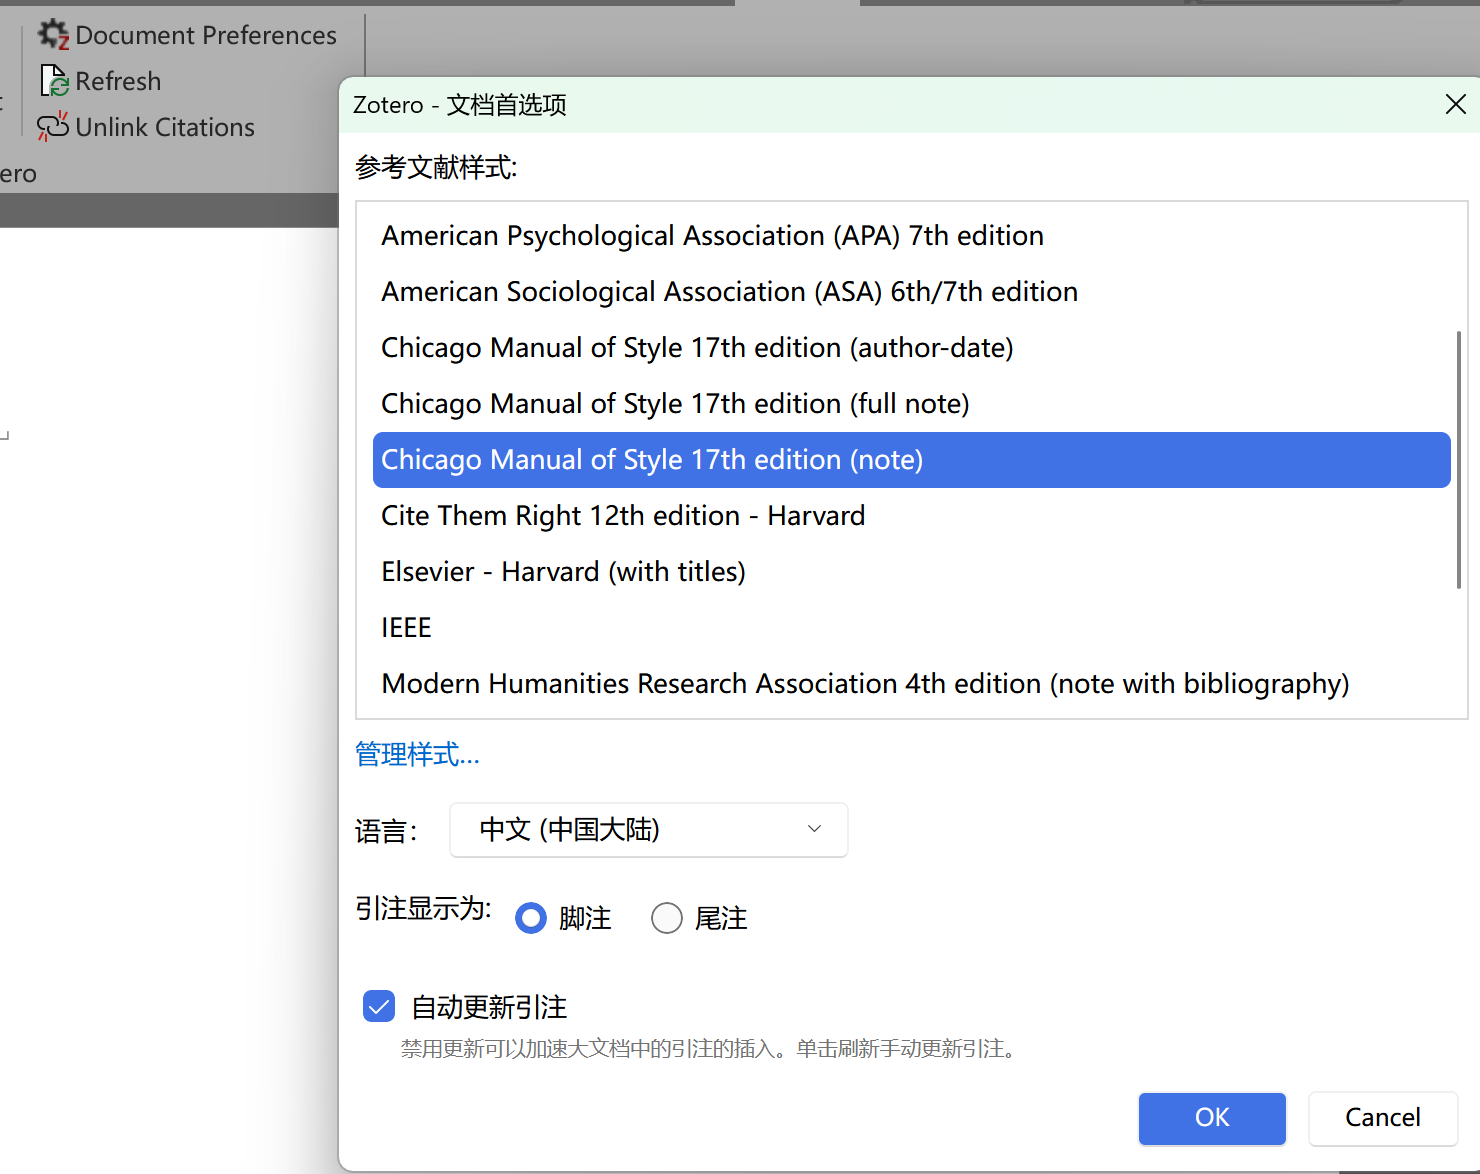 Document Preferences
Refresh
Unlink Citations
ero
Zotero - 文档首选项
参考文献样式:
American Psychological Association (APA) 7th edition
American Sociological Association (ASA) 6th/7th edition
Chicago Manual of Style 17th edition (author-date)
Chicago Manual of Style 17th edition (full note)
Chicago Manual of Style 17th edition (note)
Cite Them Right 12th edition - Harvard
Elsevier - Harvard (with titles)
IEEE
Modern Humanities Research Association 4th edition (note with bibliography)
管理样式...
语言： 中文 (中国大陆)
引注显示为: 脚注 尾注
自动更新引注
禁用更新可以加速大文档中的引注的插入。单击刷新手动更新引注。
OK Cancel